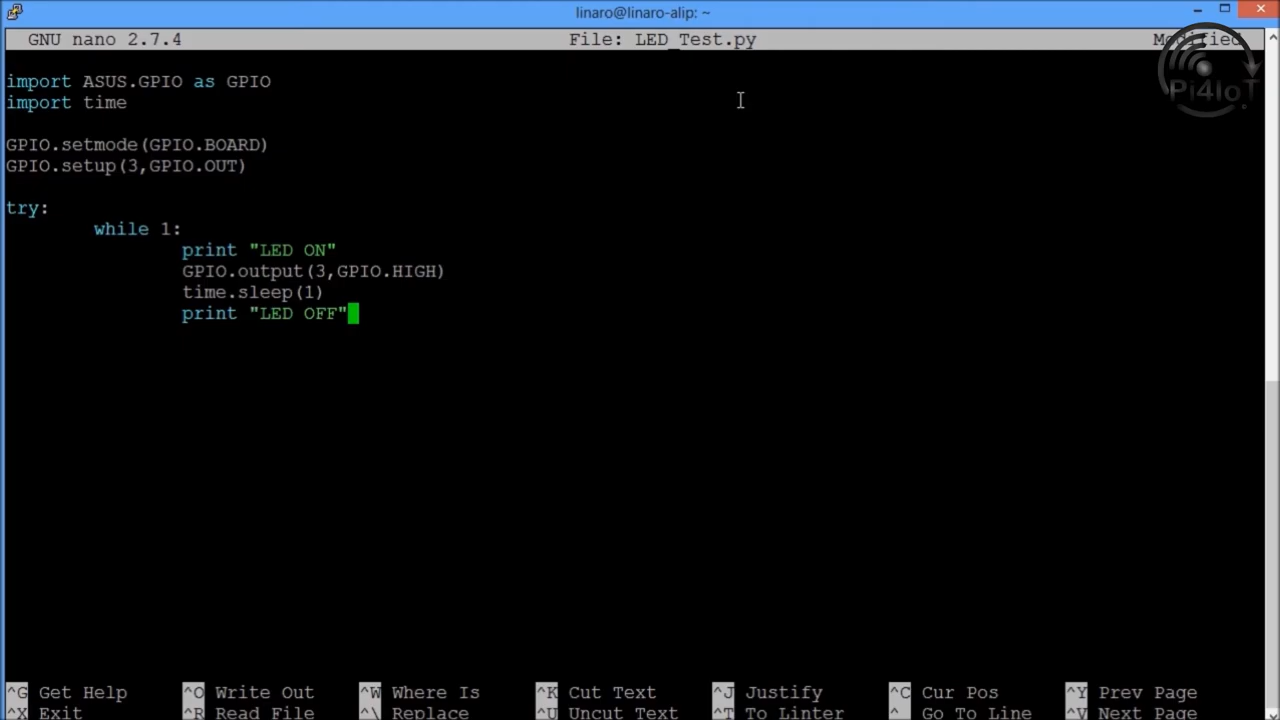 linaro@linaro-alip: ~
GNU nano 2.7.4 File: LED_Test.py Modified
Pi4IoT
import ASUS.GPIO as GPIO
import time
GPIO.setmode(GPIO.BOARD)
GPIO.setup(3,GPIO.OUT)
try:
while 1:
print "LED ON"
GPIO.output(3,GPIO.HIGH)
time.sleep(1)
print "LED OFF"
^G Get Help ^O Write Out ^W Where Is ^K Cut Text ^J Justify ^C Cur Pos ^Y Prev Page
^X Exit ^R Read File ^\ Replace ^U Uncut Text ^T To Linter ^_ Go To Line ^V Next Page